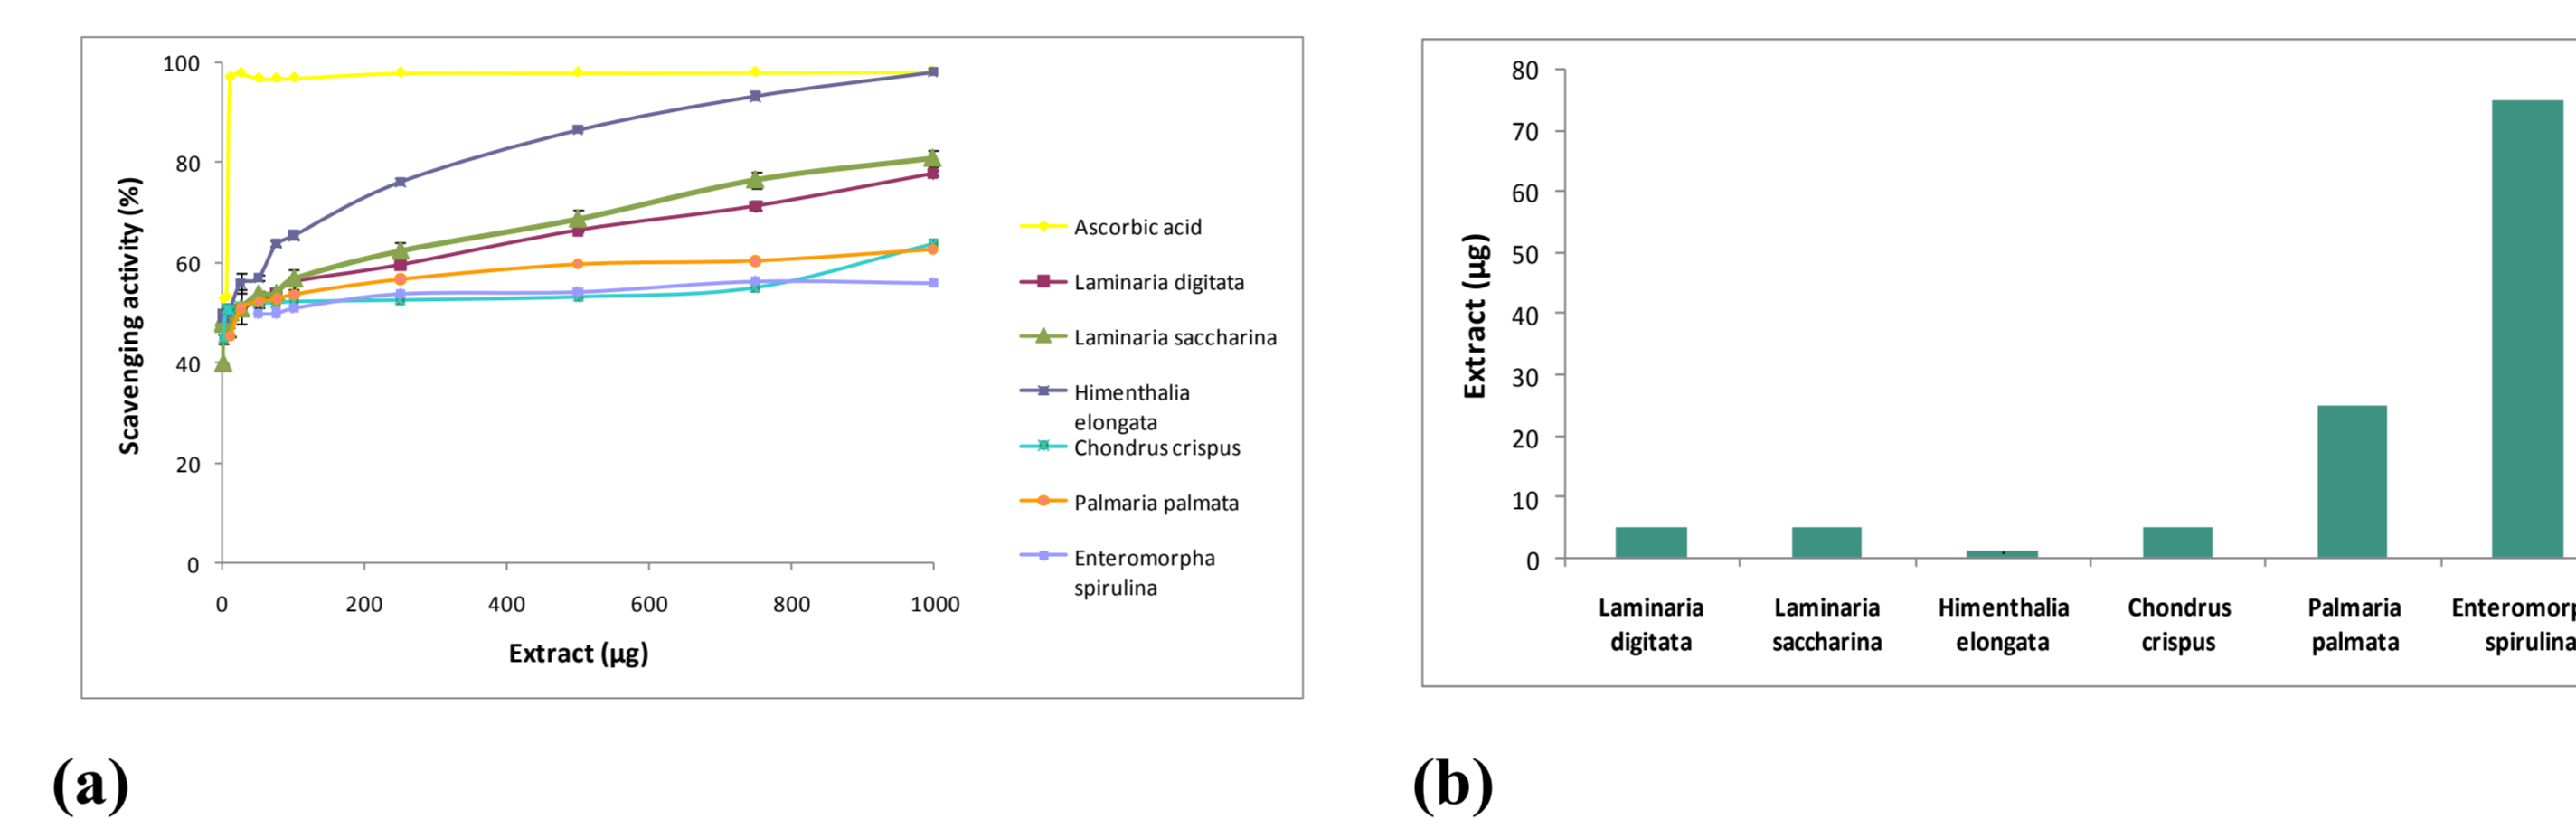 100
80
60
40
20
0
Scavenging activity (%)
0 200 400 600 800 1000
Extract (µg)
Ascorbic acid
Laminaria digitata
Laminaria saccharina
Himenthalia
elongata
Chondrus crispus
Palmaria palmata
Enteromorpha
spirulina
(a)
80
70
60
50
40
30
20
10
0
Extract (µg)
Laminaria
digitata
Laminaria
saccharina
Himenthalia
elongata
Chondrus
crispus
Palmaria
palmata
Enteromorp
spirulina
(b)